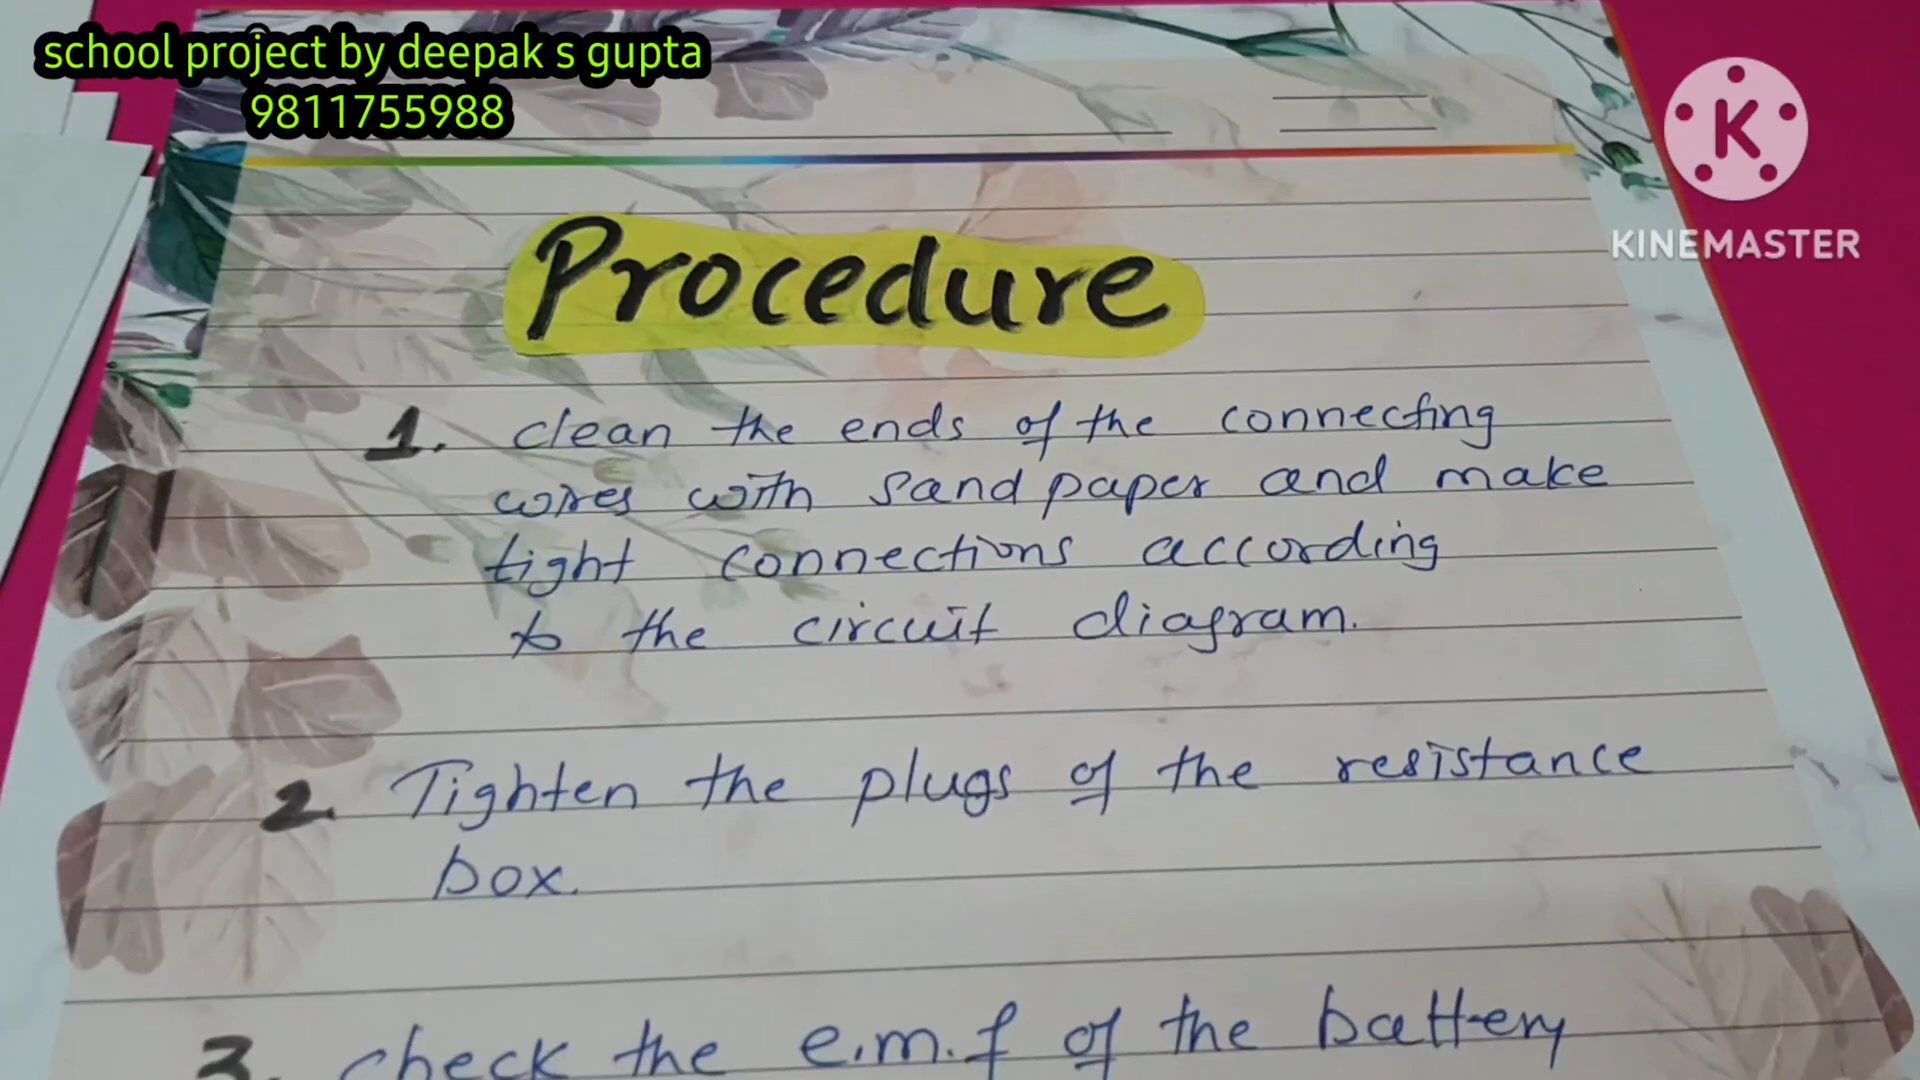 school project by deepak s gupta
9811755988
K
KINEMASTER
Procedure
1. clean the ends of the connecting
wires with sand paper and make
tight connections according
to the circuit diagram.
2. Tighten the plugs of the resistance
box.
3. check the e.m.f of the battery